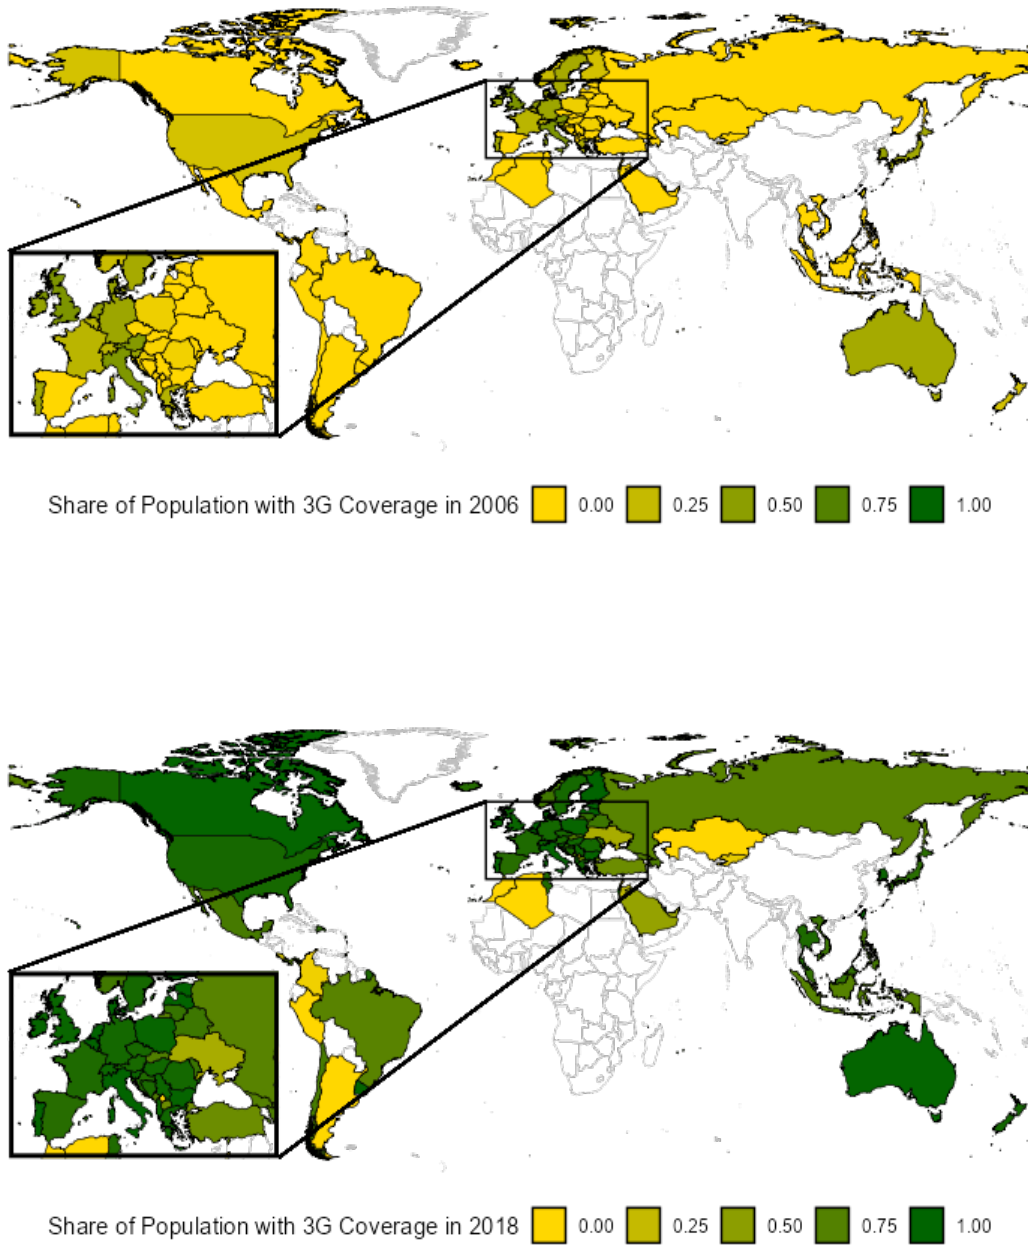 Share of Population with 3G Coverage in 2006 0.00 0.25 0.50 0.75 1.00
Share of Population with 3G Coverage in 2018 0.00 0.25 0.50 0.75 1.00